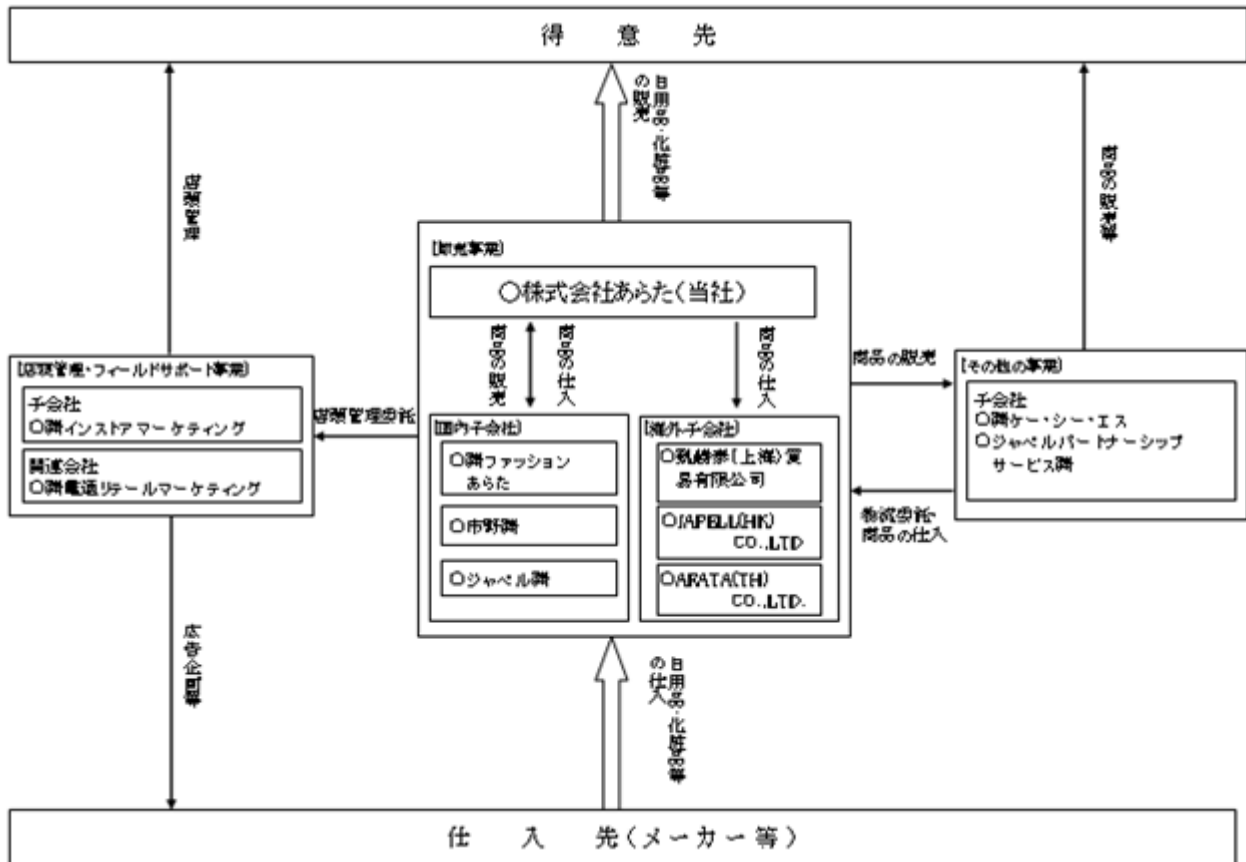 得意先
日用品・化粧品等
の販売
店頭管理
商品の販売等
[卸売事業]
○株式会社あらた(当社)
商品の販売
商品の仕入
商品の仕入
商品の販売
[店頭管理・フィールドサポート事業]
子会社
○㈱インストアマーケティング
関連会社
○㈱電通リテールマーケティング
店頭管理委託
[国内子会社]
○㈱ファッション
あらた
○市野㈱
○ジャペル㈱
[海外子会社]
(上海)貿
易有限公司
○JAPELL(HK)
CO.,LTD
○ARATA(TH)
CO.,LTD.
[その他の事業]
子会社
○㈱ケー・シー・エス
○ジャペルパートナーシップ
サービス㈱
物流委託・
商品の仕入
広告企画等
日用品・化粧品等
の仕入
仕入先(メーカー等)